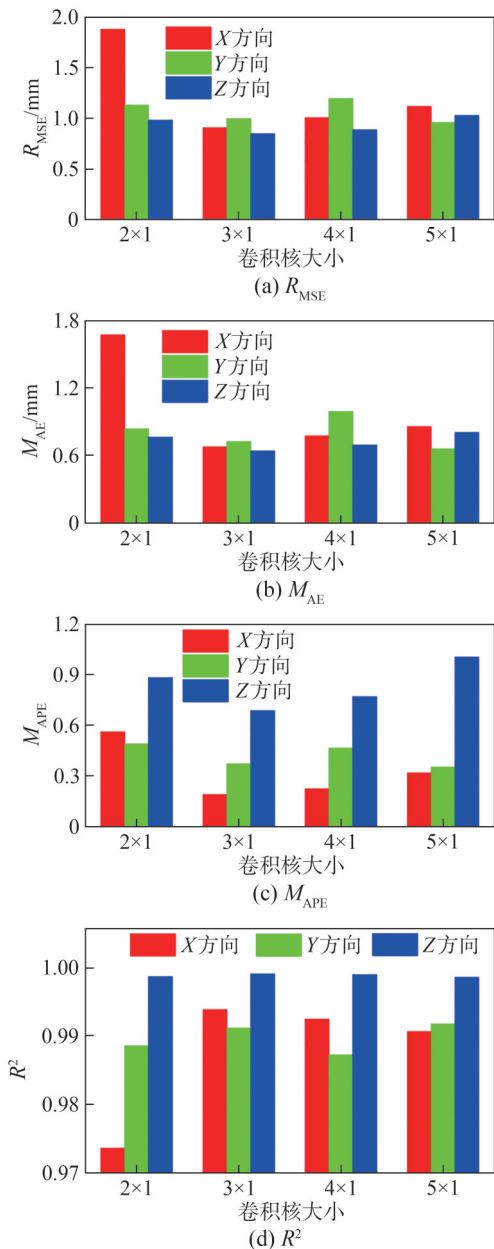 2.0
1.5
1.0
0.5
0
R_MSE/mm
X方向
Y方向
Z方向
2×1 3×1 4×1 5×1
卷积核大小
(a) R_MSE
1.8
1.2
0.6
0
M_AE/mm
X方向
Y方向
Z方向
2×1 3×1 4×1 5×1
卷积核大小
(b) M_AE
1.2
0.9
0.6
0.3
0
M_APE
X方向
Y方向
Z方向
2×1 3×1 4×1 5×1
卷积核大小
(c) M_APE
X方向 Y方向 Z方向
1.00
0.99
0.98
0.97
R²
2×1 3×1 4×1 5×1
卷积核大小
(d) R²